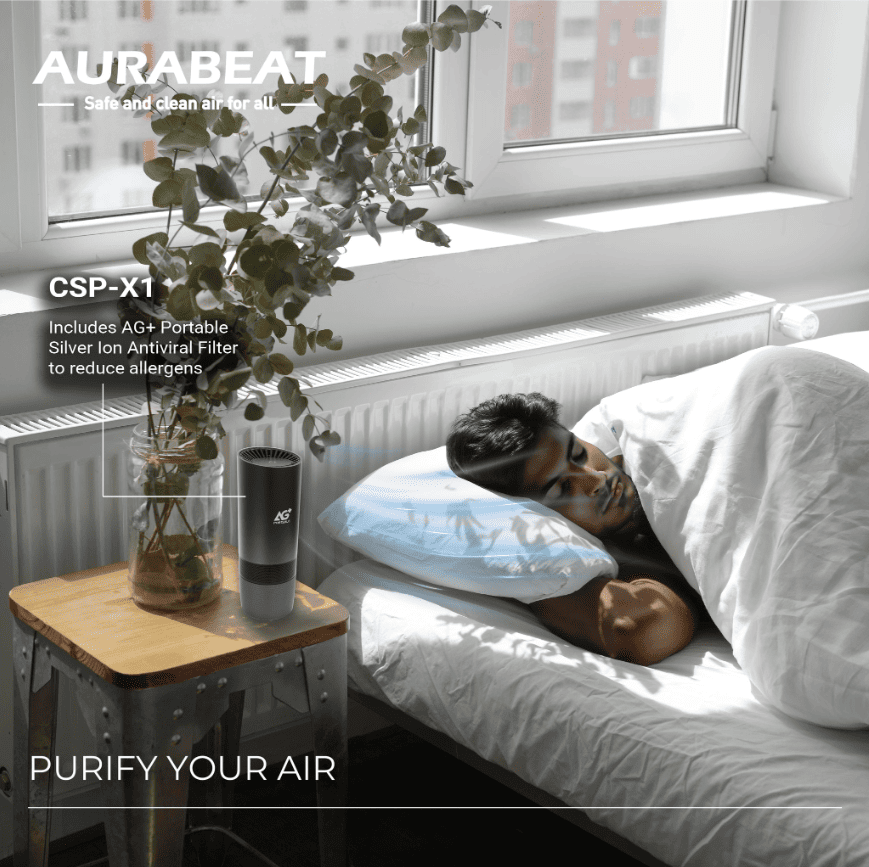 AURABEAT
Safe and clean air for all
CSP-X1
Includes AG+ Portable
Silver Ion Antiviral Filter
to reduce allergens
AG+
PURIFY YOUR AIR